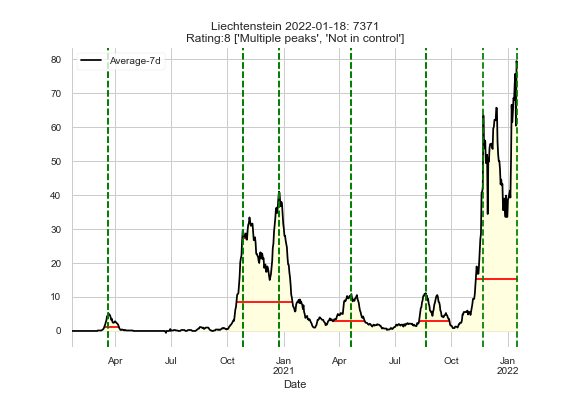 Liechtenstein 2022-01-18: 7371
Rating:8 ['Multiple peaks', 'Not in control']
Average-7d
80
70
60
50
40
30
20
10
0
Apr Jul Oct Jan Apr Jul Oct Jan
2021 2022
Date